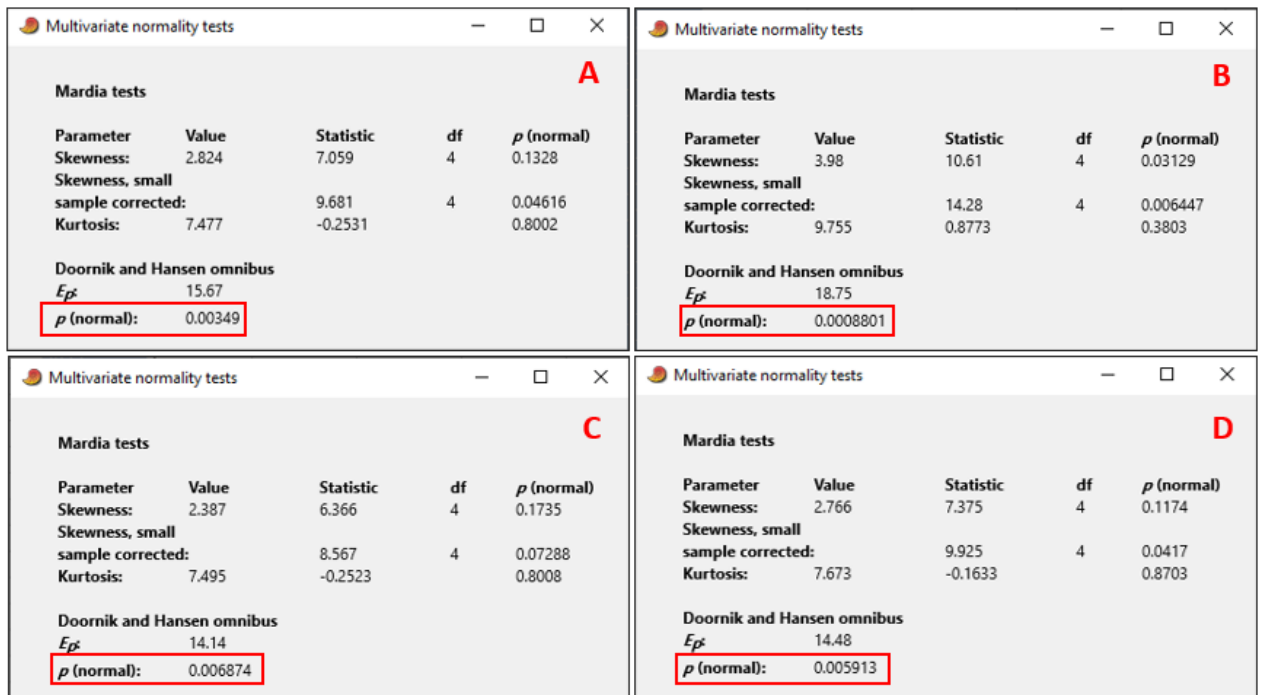 Multivariate normality tests
A
Mardia tests
Parameter Value Statistic df p (normal)
Skewness: 2.824 7.059 4 0.1328
Skewness, small
sample corrected: 9.681 4 0.04616
Kurtosis: 7.477 -0.2531 0.8002
Doornik and Hansen omnibus
Ep: 15.67
p (normal): 0.00349
Multivariate normality tests
B
Mardia tests
Parameter Value Statistic df p (normal)
Skewness: 3.98 10.61 4 0.03129
Skewness, small
sample corrected: 14.28 4 0.006447
Kurtosis: 9.755 0.8773 0.3803
Doornik and Hansen omnibus
Ep: 18.75
p (normal): 0.0008801
Multivariate normality tests
C
Mardia tests
Parameter Value Statistic df p (normal)
Skewness: 2.387 6.366 4 0.1735
Skewness, small
sample corrected: 8.567 4 0.07288
Kurtosis: 7.495 -0.2523 0.8008
Doornik and Hansen omnibus
Ep: 14.14
p (normal): 0.006874
Multivariate normality tests
D
Mardia tests
Parameter Value Statistic df p (normal)
Skewness: 2.766 7.375 4 0.1174
Skewness, small
sample corrected: 9.925 4 0.0417
Kurtosis: 7.673 -0.1633 0.8703
Doornik and Hansen omnibus
Ep: 14.48
p (normal): 0.005913